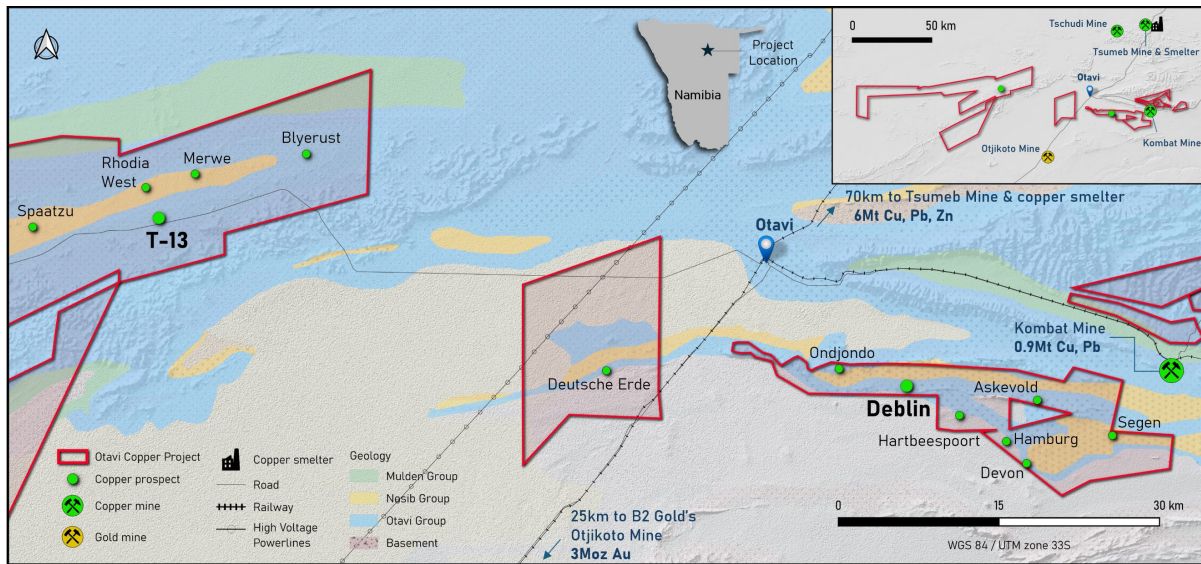 0
50 km
Tschudi Mine
Tsumeb Mine & Smelter
Otavi
Otjikoto Mine
Kombat Mine
Project
Location
Namibia
Blyerust
Merwe
Rhodia
West
Spaatzu
T-13
70km to Tsumeb Mine & copper smelter
6Mt Cu, Pb, Zn
Otavi
Kombat Mine
0.9Mt Cu, Pb
Ondjondo
Deutsche Erde
Deblin
Askevold
Segen
Hartbeespoort
Hamburg
Devon
Otavi Copper Project
Copper prospect
Copper mine
Gold mine
Copper smelter
Road
Railway
High Voltage
Powerlines
Geology
Mulden Group
Nosib Group
Otavi Group
Basement
25km to B2 Gold's
Otjikoto Mine
3Moz Au
0
15
30 km
WGS 84 / UTM zone 33S